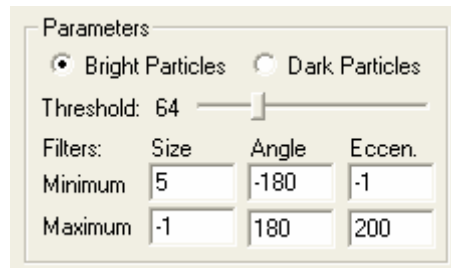 Parameters
Bright Particles Dark Particles
Threshold: 64
Filters: Size Angle Eccen.
Minimum 5 -180 -1
Maximum -1 180 200